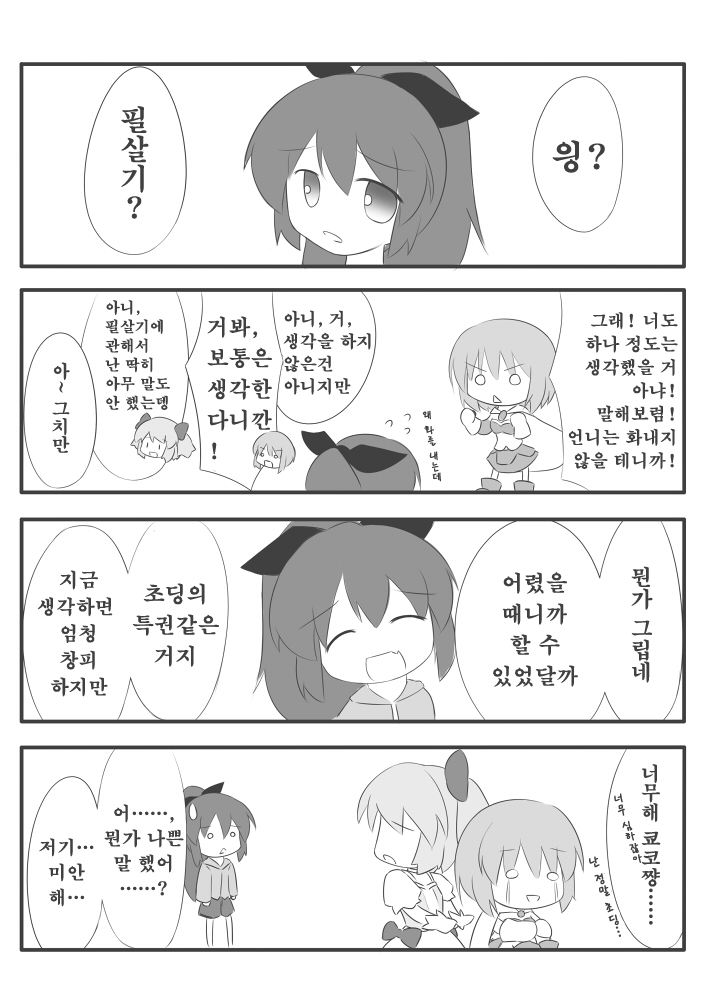 읭?
필
살
기
?
그래! 너도
하나 정도는
생각했을 거
아냐!
말해보렴!
언니는 화내지
않을 테니까!
왜 화를 내는데
아니, 거,
생각을 하지
않은건
아니지만
거봐,
보통은
생각한
다니깐
!
아니,
필살기에
관해서
난 딱히
아무 말도
안 했는뎅
아~그치만
뭔가 그립네
어렸을
때니까
할 수
있었달까
초딩의
특권같은
거지
지금
생각하면
엄청
창피
하지만
너무해 쿄코쨩……
너무 심하잖아
난 정말 초딩…
어……,
뭔가 나쁜
말 했어
……?
저기…
미안
해…